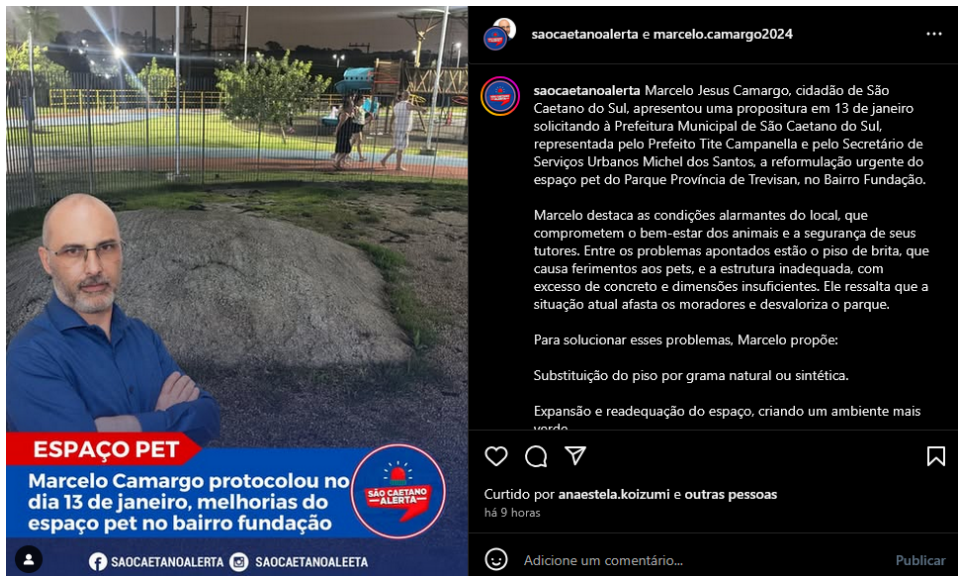 ESPAÇO PET
Marcelo Camargo protocolou no
dia 13 de janeiro, melhorias do
espaço pet no bairro fundação
SÃO CAETANO
ALERTA
SAOCAETANOALERTA
SAOCAETANOALEETA
saocaetanoalerta e marcelo.camargo2024
saocaetanoalerta Marcelo Jesus Camargo, cidadão de São
Caetano do Sul, apresentou uma propositura em 13 de janeiro
solicitando à Prefeitura Municipal de São Caetano do Sul,
representada pelo Prefeito Tite Campanella e pelo Secretário de
Serviços Urbanos Michel dos Santos, a reformulação urgente do
espaço pet do Parque Província de Trevisan, no Bairro Fundação.
Marcelo destaca as condições alarmantes do local, que
comprometem o bem-estar dos animais e a segurança de seus
tutores. Entre os problemas apontados estão o piso de brita, que
causa ferimentos aos pets, e a estrutura inadequada, com
excesso de concreto e dimensões insuficientes. Ele ressalta que a
situação atual afasta os moradores e desvaloriza o parque.
Para solucionar esses problemas, Marcelo propõe:
Substituição do piso por grama natural ou sintética.
Expansão e readequação do espaço, criando um ambiente mais
verde
Curtido por anaestela.koizumi e outras pessoas
há 9 horas
Adicione um comentário...
Publicar